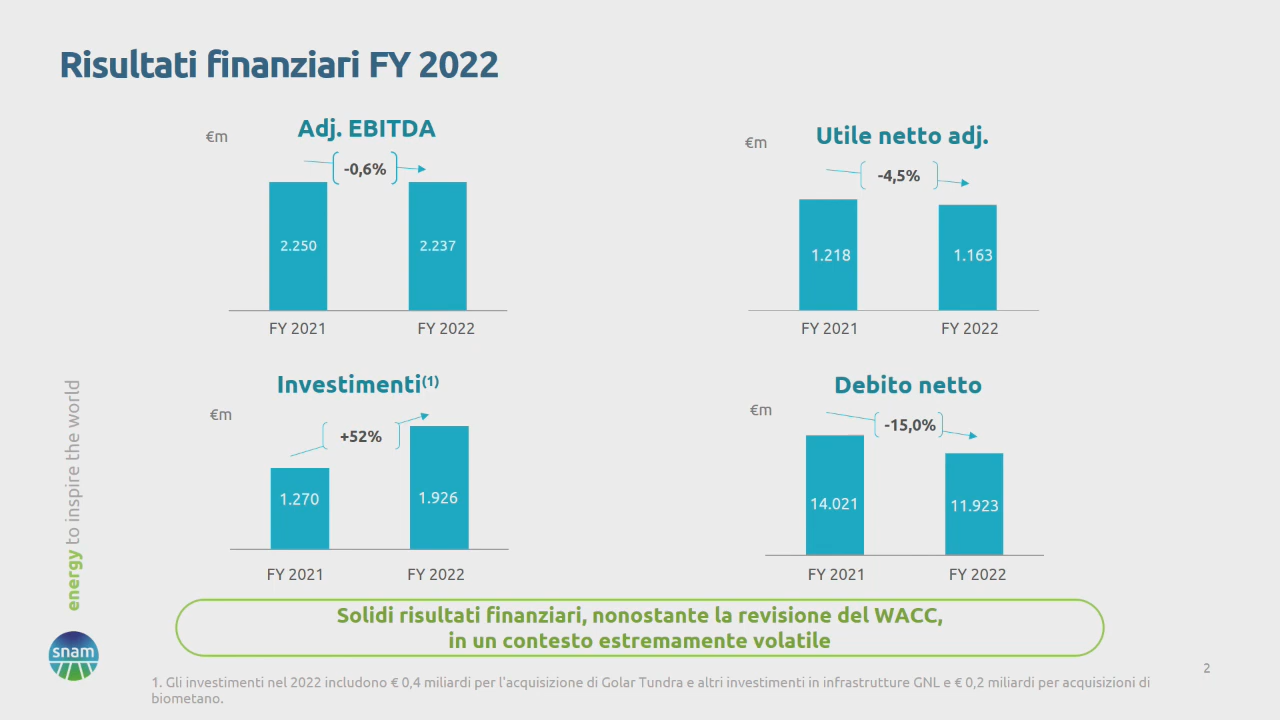 Risultati finanziari FY 2022
€m
Adj. EBITDA
-0,6%
2.250
2.237
FY 2021
FY 2022
€m
Utile netto adj.
-4,5%
1.218
1.163
FY 2021
FY 2022
€m
Investimenti(1)
+52%
1.270
1.926
FY 2021
FY 2022
€m
Debito netto
-15,0%
14.021
11.923
FY 2021
FY 2022
energy to inspire the world
snam
Solidi risultati finanziari, nonostante la revisione del WACC,
in un contesto estremamente volatile
2
1. Gli investimenti nel 2022 includono € 0,4 miliardi per l'acquisizione di Golar Tundra e altri investimenti in infrastrutture GNL e € 0,2 miliardi per acquisizioni di
biometano.